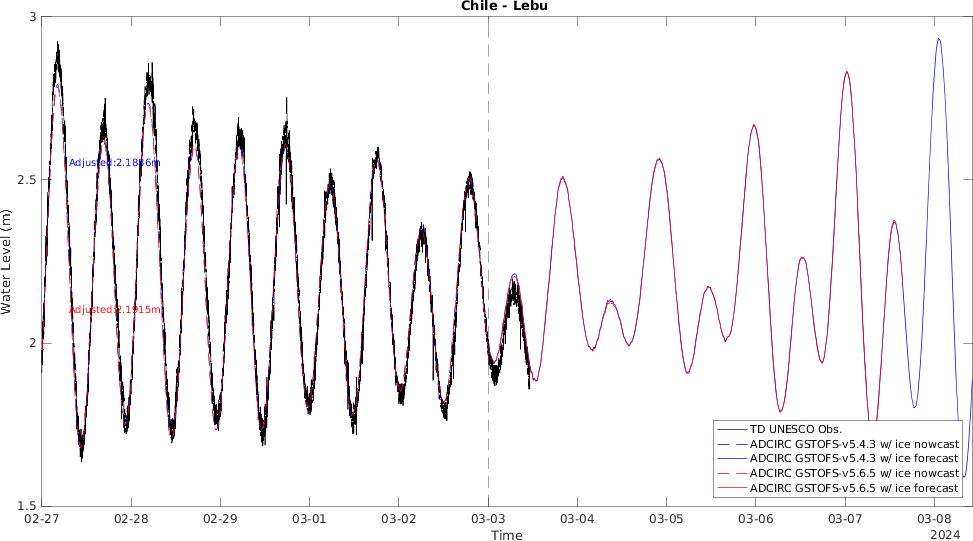 Chile - Lebu
3
2.5
2
1.5
Water Level (m)
Adjusted:2.1886m
Adjusted:2.1915m
TD UNESCO Obs.
ADCIRC GSTOFS-v5.4.3 w/ ice nowcast
ADCIRC GSTOFS-v5.4.3 w/ ice forecast
ADCIRC GSTOFS-v5.6.5 w/ ice nowcast
ADCIRC GSTOFS-v5.6.5 w/ ice forecast
02-27 02-28 02-29 03-01 03-02 03-03 03-04 03-05 03-06 03-07 03-08
Time
2024